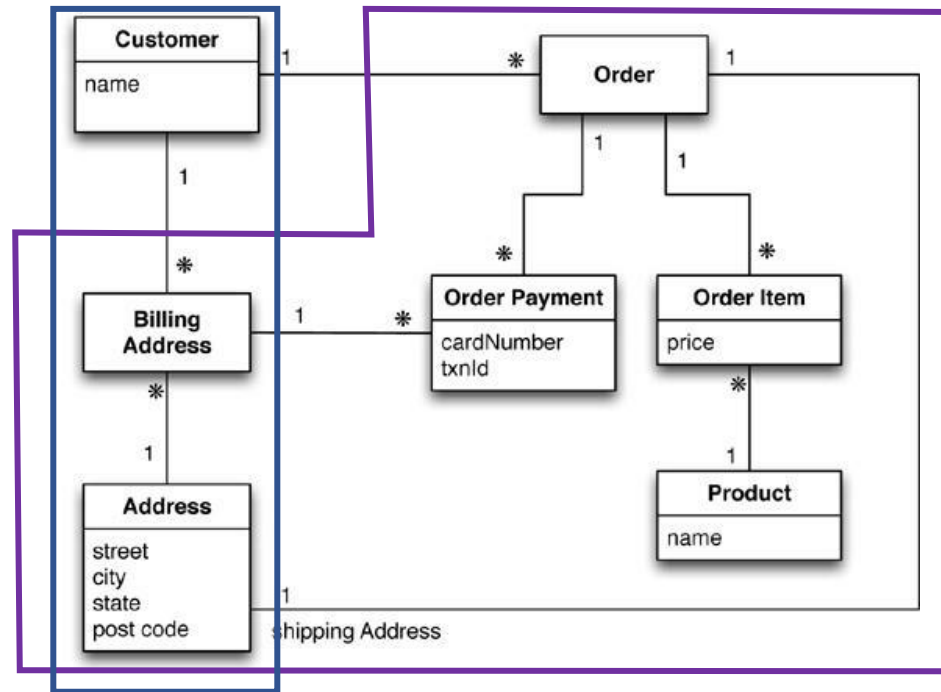 Customer
name
1
*
Order
1
1
1
1
*
Billing
Address
1
*
*
Order Payment
cardNumber
txnId
*
Order Item
price
*
*
1
Address
street
city
state
post code
1
Product
name
1
shipping Address